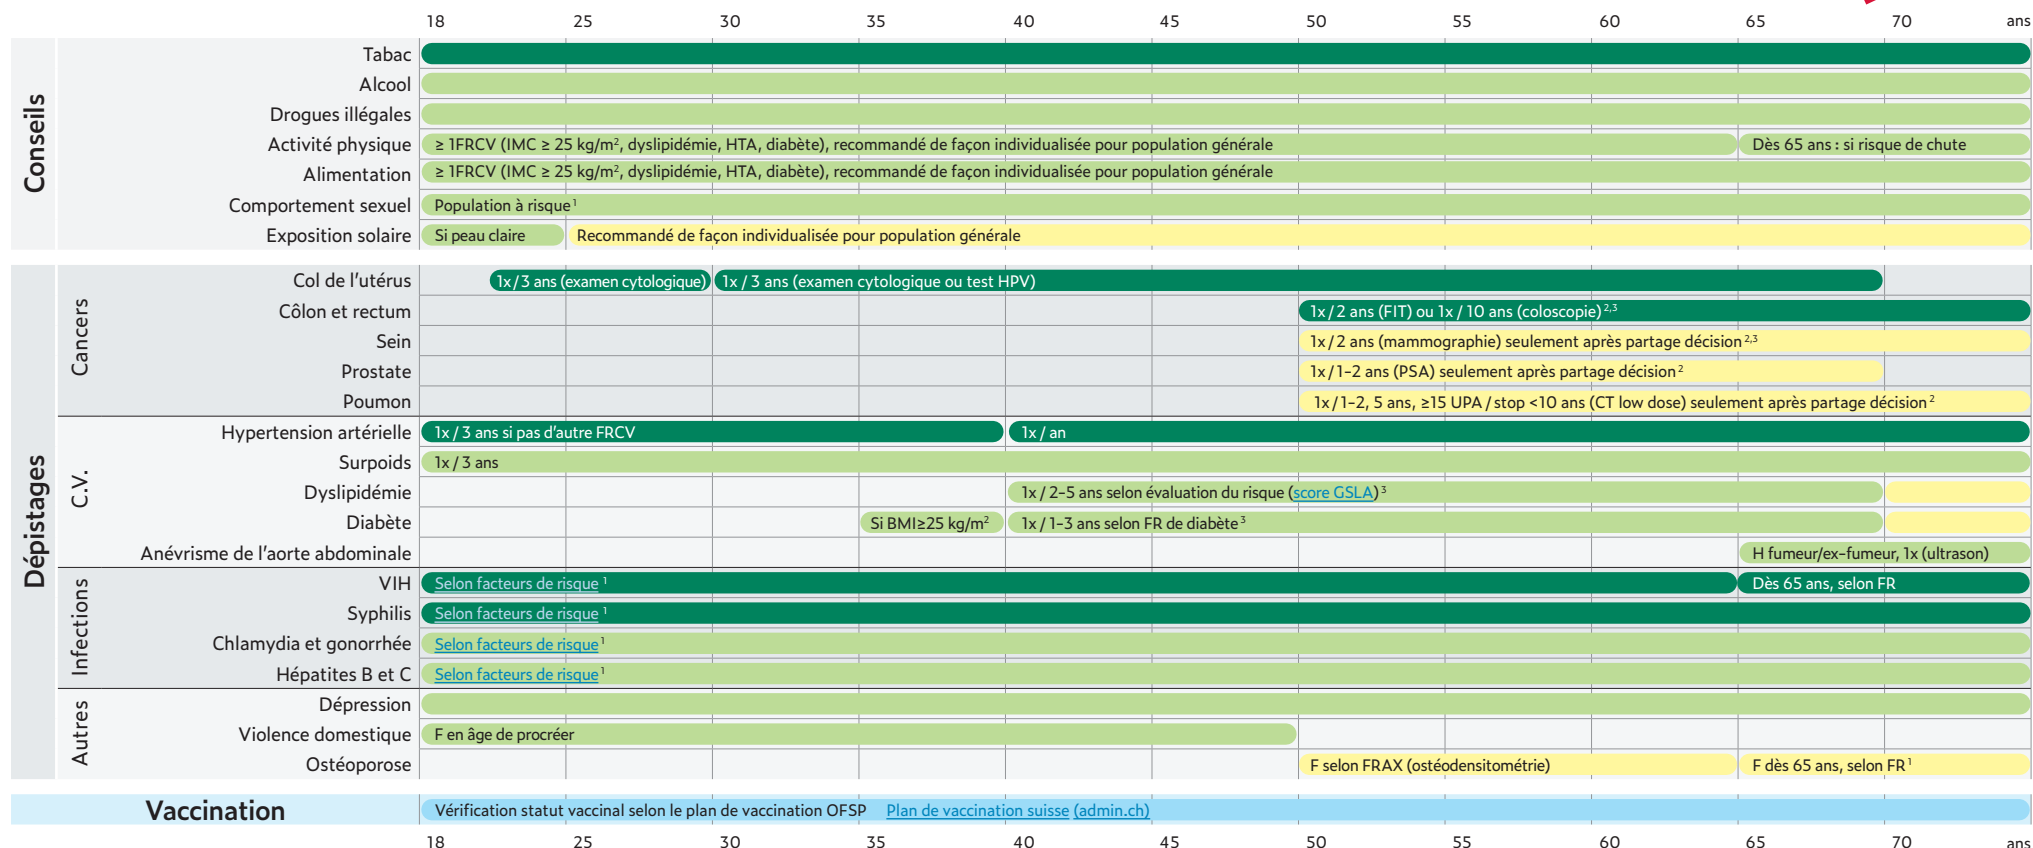 18 25 30 35 40 45 50 55 60 65 70 ans
Conseils
Tabac
Alcool
Drogues illégales
Activité physique ≥ 1FRCV (IMC ≥ 25 kg/m², dyslipidémie, HTA, diabète), recommandé de façon individualisée pour population générale Dès 65 ans : si risque de chute
Alimentation ≥ 1FRCV (IMC ≥ 25 kg/m², dyslipidémie, HTA, diabète), recommandé de façon individualisée pour population générale
Comportement sexuel Population à risque¹
Exposition solaire Si peau claire Recommandé de façon individualisée pour population générale
Dépistages
Cancers
Col de l'utérus 1x / 3 ans (examen cytologique) 1x / 3 ans (examen cytologique ou test HPV)
Côlon et rectum 1x / 2 ans (FIT) ou 1x / 10 ans (coloscopie)²,³
Sein 1x / 2 ans (mammographie) seulement après partage décision²,³
Prostate 1x / 1-2 ans (PSA) seulement après partage décision²
Poumon 1x / 1-2, 5 ans, ≥15 UPA / stop <10 ans (CT low dose) seulement après partage décision²
C.V.
Hypertension artérielle 1x / 3 ans si pas d'autre FRCV 1x / an
Surpoids 1x / 3 ans
Dyslipidémie 1x / 2-5 ans selon évaluation du risque (score GSLA)³
Diabète Si BMI≥25 kg/m² 1x / 1-3 ans selon FR de diabète³
Anévrisme de l'aorte abdominale H fumeur/ex-fumeur, 1x (ultrason)
Infections
VIH Selon facteurs de risque ¹ Dès 65 ans, selon FR
Syphilis Selon facteurs de risque ¹
Chlamydia et gonorrhée Selon facteurs de risque¹
Hépatites B et C Selon facteurs de risque¹
Autres
Dépression
Violence domestique F en âge de procréer
Ostéoporose F selon FRAX (ostéodensitométrie) F dès 65 ans, selon FR¹
Vaccination Vérification statut vaccinal selon le plan de vaccination OFSP Plan de vaccination suisse (admin.ch)
18 25 30 35 40 45 50 55 60 65 70 ans